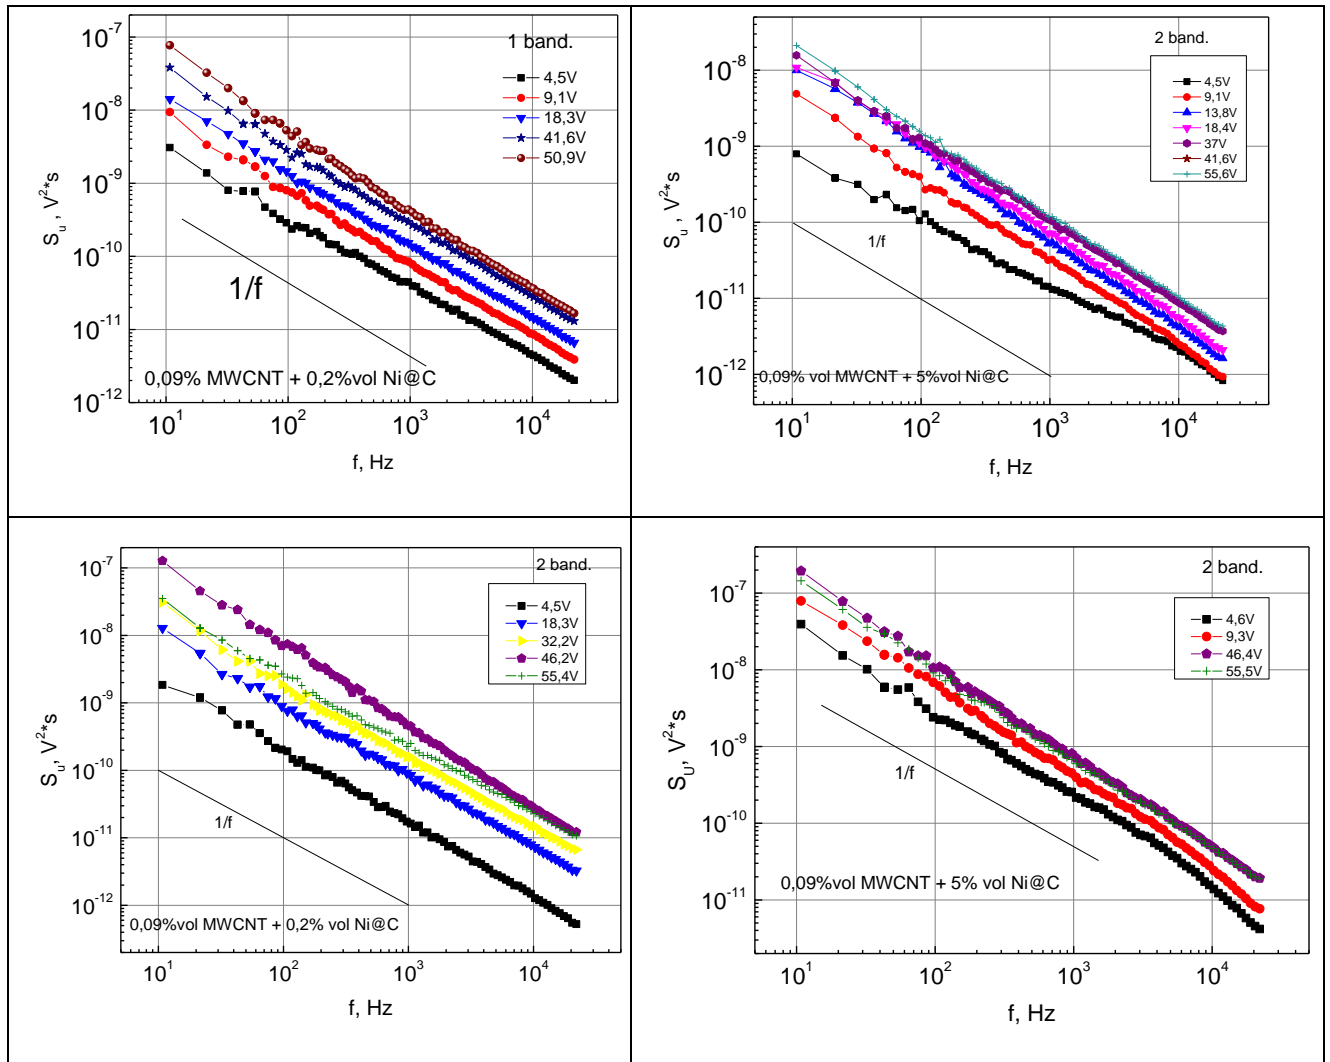 1 band.
10⁻⁷
4,5V
9,1V
18,3V
41,6V
50,9V
10⁻⁸
10⁻⁹
10⁻¹⁰
10⁻¹¹
10⁻¹²
S_u, V²*s
1/f
0,09% MWCNT + 0,2%vol Ni@C
10¹ 10² 10³ 10⁴
f, Hz
2 band.
4,5V
9,1V
13,8V
18,4V
37V
41,6V
55,6V
10⁻⁸
10⁻⁹
10⁻¹⁰
10⁻¹¹
10⁻¹²
S_u, V²*s
1/f
0,09% vol MWCNT + 5%vol Ni@C
10¹ 10² 10³ 10⁴
f, Hz
2 band.
4,5V
18,3V
32,2V
46,2V
55,4V
10⁻⁷
10⁻⁸
10⁻⁹
10⁻¹⁰
10⁻¹¹
10⁻¹²
S_u, V²*s
1/f
0,09%vol MWCNT + 0,2% vol Ni@C
10¹ 10² 10³ 10⁴
f, Hz
2 band.
4,6V
9,3V
46,4V
55,5V
10⁻⁷
10⁻⁸
10⁻⁹
10⁻¹⁰
10⁻¹¹
S_U, V²*s
1/f
0,09%vol MWCNT + 5% vol Ni@C
10¹ 10² 10³ 10⁴
f, Hz